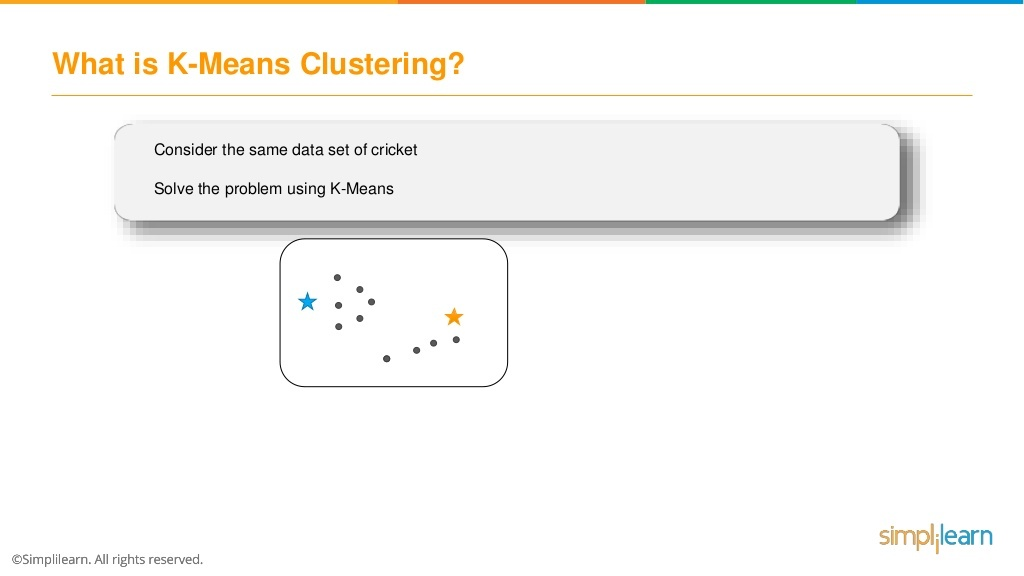 What is K-Means Clustering?
Consider the same data set of cricket
Solve the problem using K-Means
simplilearn
©Simplilearn. All rights reserved.